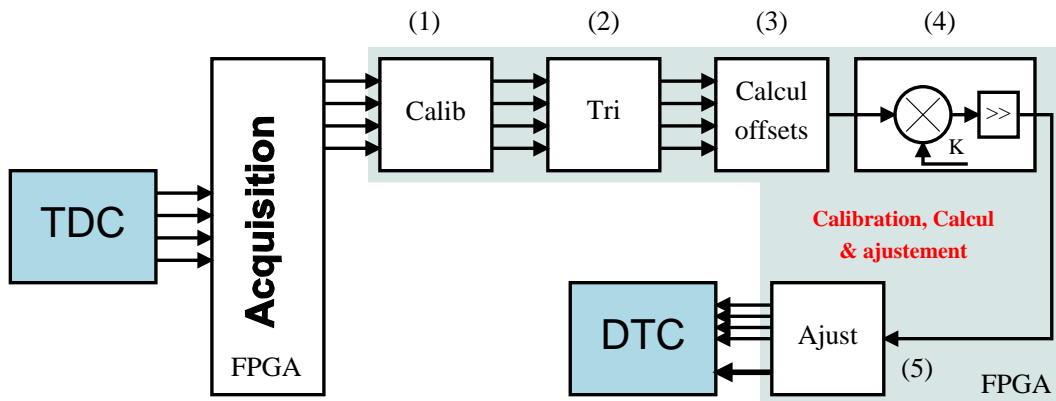 (1)
(2)
(3)
(4)
Calib
Tri
Calcul
offsets
>>
K
TDC
Acquisition
FPGA
Calibration, Calcul
& ajustement
DTC
Ajust
(5)
FPGA